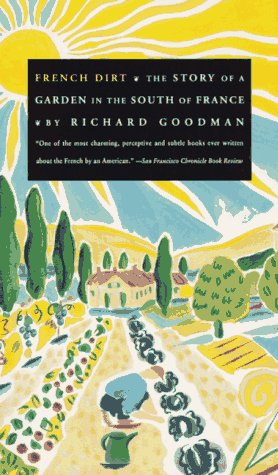 FRENCH DIRT • THE STORY OF A
GARDEN IN THE SOUTH OF FRANCE
• BY RICHARD GOODMAN
"One of the most charming, perceptive and subtle books ever written
about the French by an American." —San Francisco Chronicle Book Review